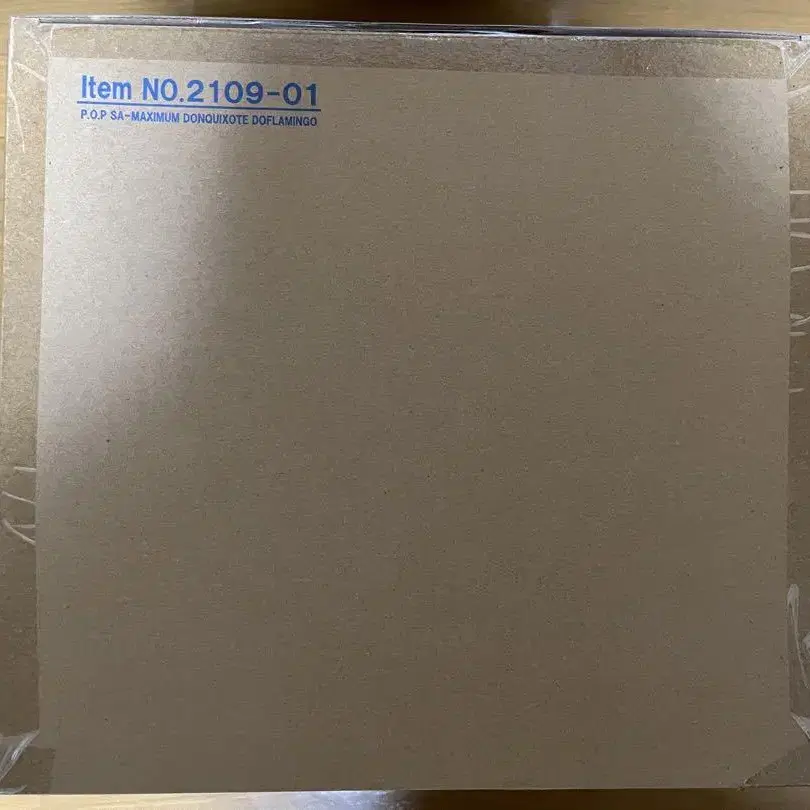 Item NO.2109-01
P.O.P SA-MAXIMUM DONQUIXOTE DOFLAMINGO